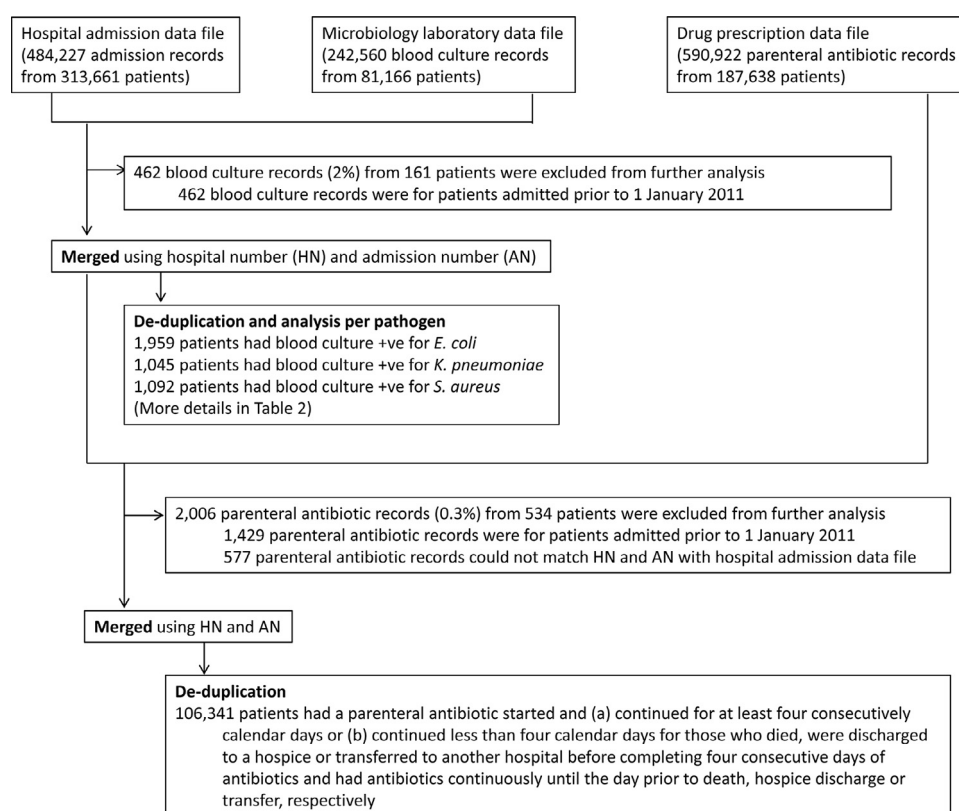 Hospital admission data file
(484,227 admission records
from 313,661 patients)
Microbiology laboratory data file
(242,560 blood culture records
from 81,166 patients)
Drug prescription data file
(590,922 parenteral antibiotic records
from 187,638 patients)
462 blood culture records (2%) from 161 patients were excluded from further analysis
462 blood culture records were for patients admitted prior to 1 January 2011
Merged using hospital number (HN) and admission number (AN)
De-duplication and analysis per pathogen
1,959 patients had blood culture +ve for E. coli
1,045 patients had blood culture +ve for K. pneumoniae
1,092 patients had blood culture +ve for S. aureus
(More details in Table 2)
2,006 parenteral antibiotic records (0.3%) from 534 patients were excluded from further analysis
1,429 parenteral antibiotic records were for patients admitted prior to 1 January 2011
577 parenteral antibiotic records could not match HN and AN with hospital admission data file
Merged using HN and AN
De-duplication
106,341 patients had a parenteral antibiotic started and (a) continued for at least four consecutively
calendar days or (b) continued less than four calendar days for those who died, were discharged
to a hospice or transferred to another hospital before completing four consecutive days of
antibiotics and had antibiotics continuously until the day prior to death, hospice discharge or
transfer, respectively